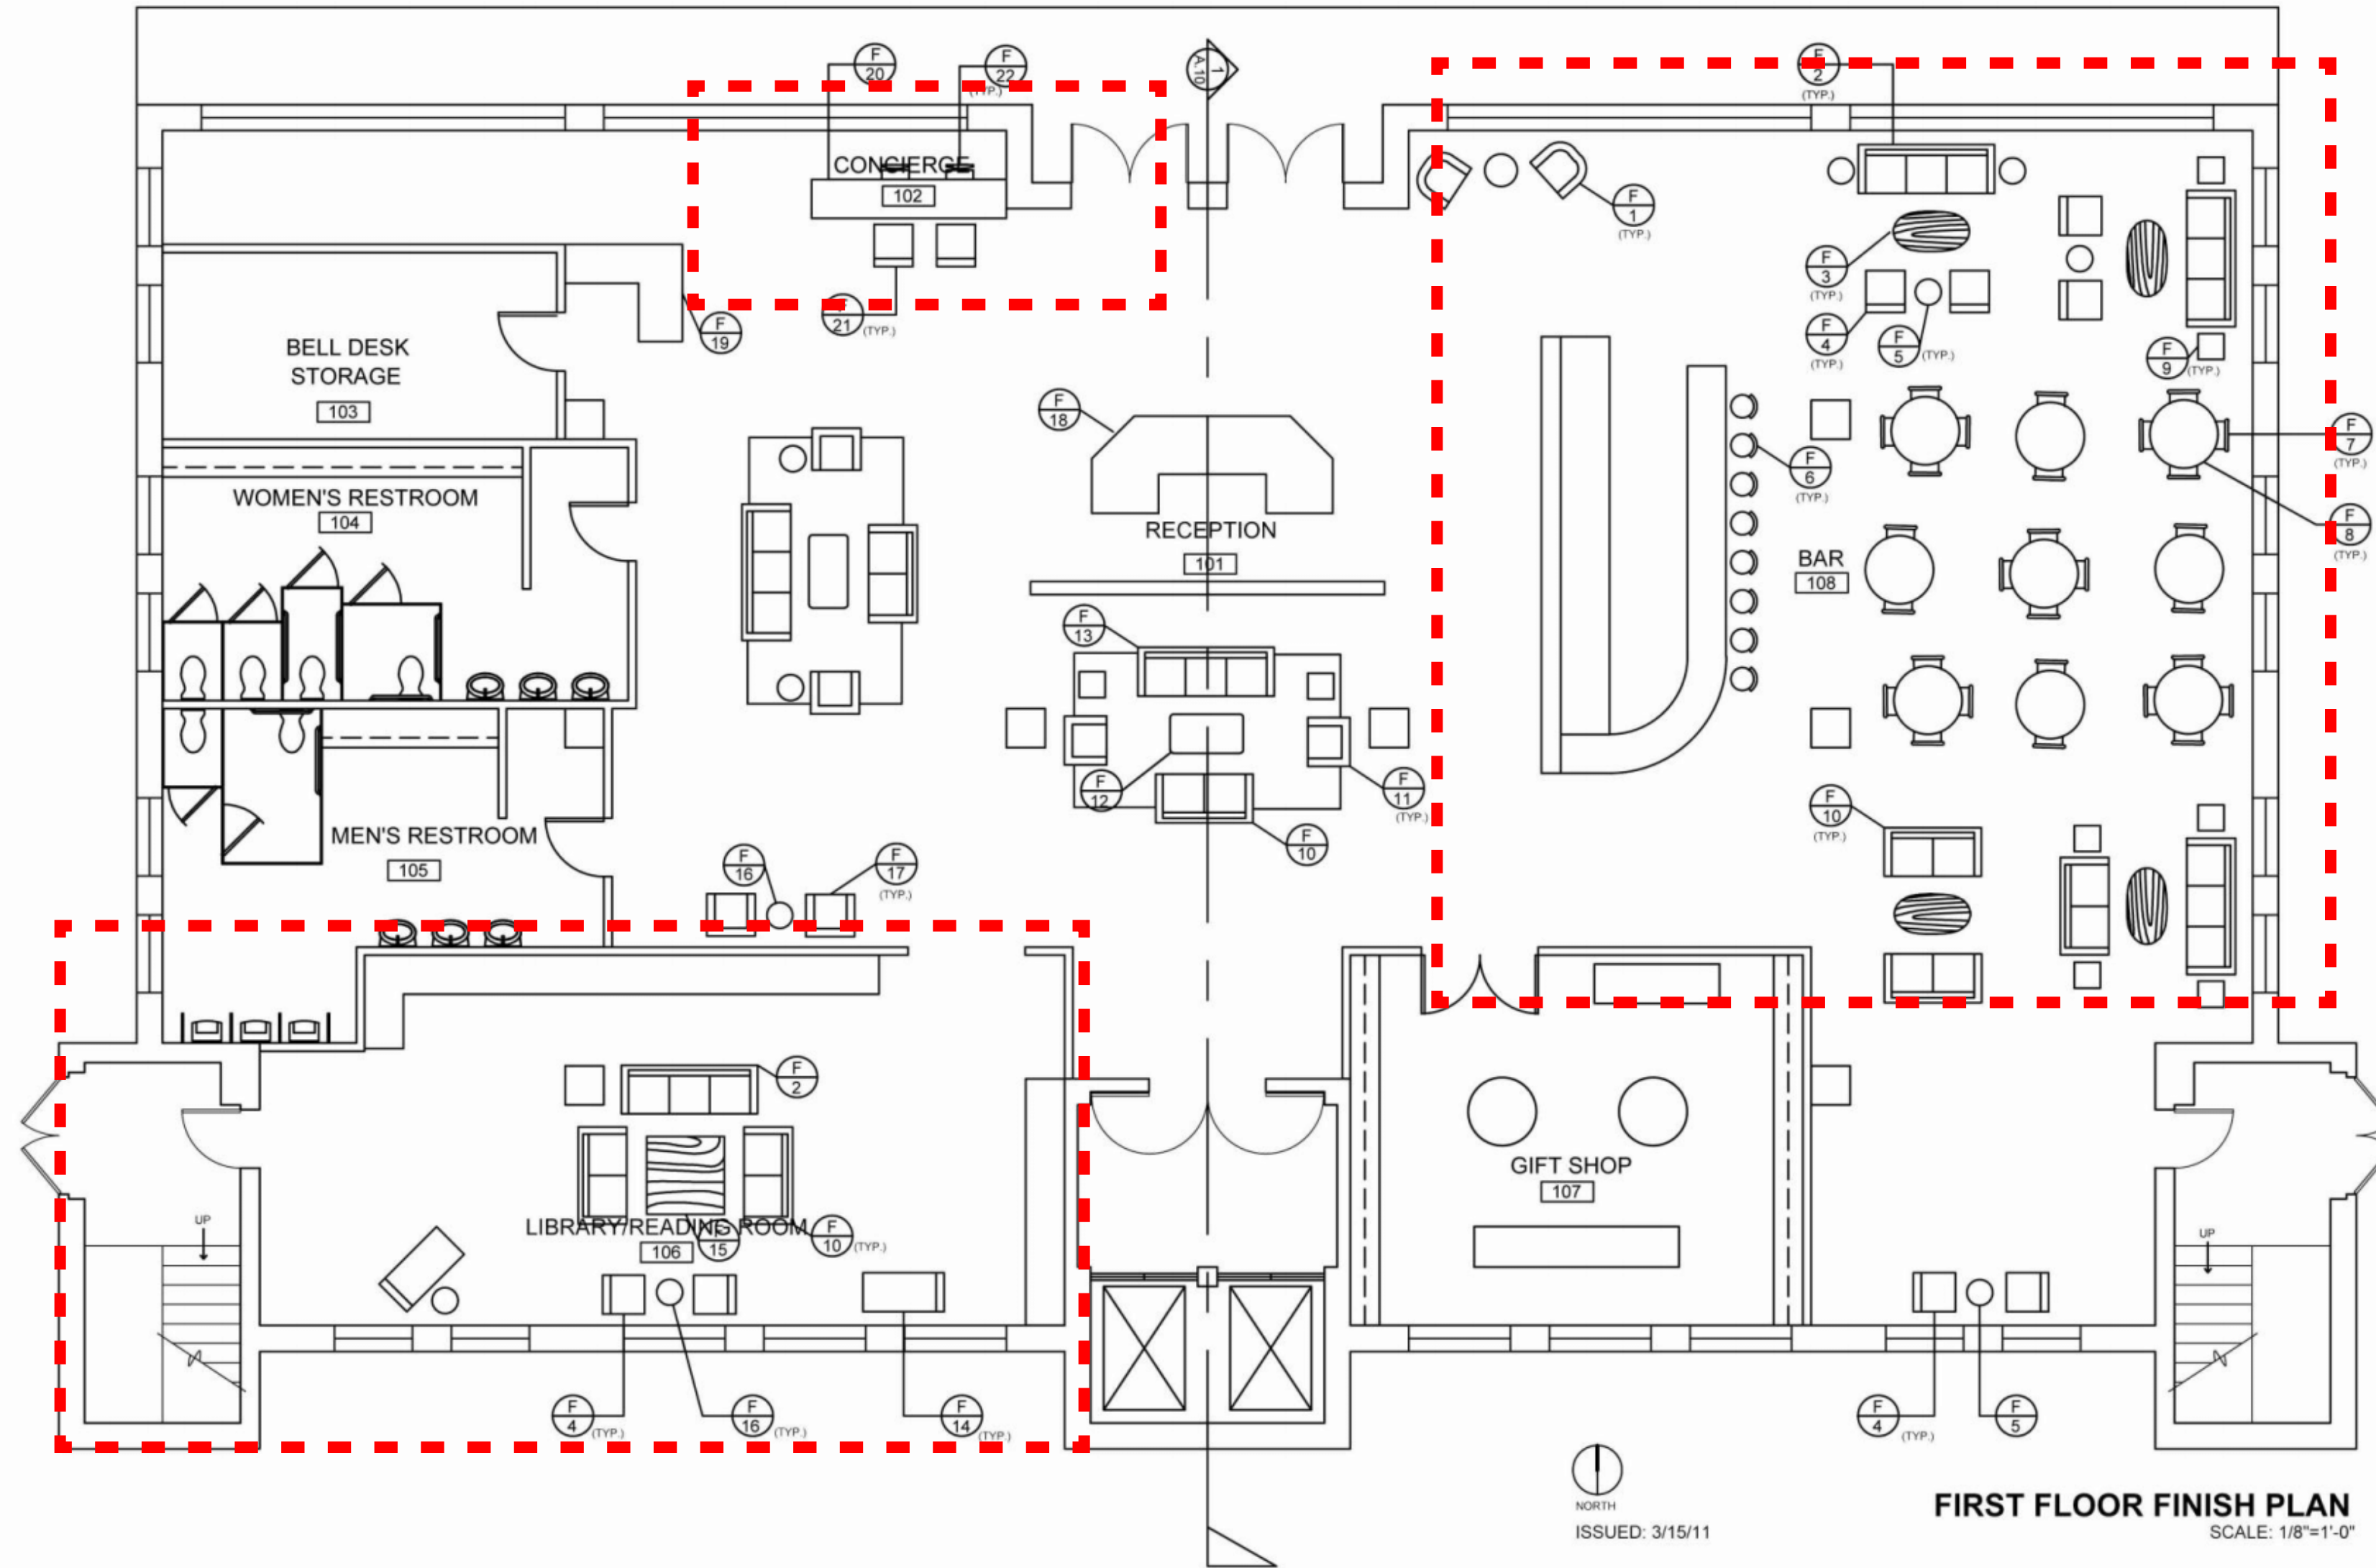 F
20
F
22
(TYP.)
1
A.10
F
2
(TYP.)
CONCIERGE
102
F
1
(TYP.)
F
3
(TYP.)
F
21
(TYP.)
F
19
F
4
(TYP.)
F
5
(TYP.)
F
9
(TYP.)
BELL DESK
STORAGE
103
F
18
F
7
(TYP.)
F
6
(TYP.)
WOMEN'S RESTROOM
104
RECEPTION
101
F
8
(TYP.)
BAR
108
F
13
F
12
F
11
(TYP.)
F
10
(TYP.)
MEN'S RESTROOM
105
F
10
F
16
F
17
(TYP.)
F
2
GIFT SHOP
107
UP
LIBRARY/READING ROOM
106
15
F
10
(TYP.)
UP
F
4
(TYP.)
F
16
(TYP.)
F
14
(TYP.)
F
4
(TYP.)
F
5
NORTH
ISSUED: 3/15/11
FIRST FLOOR FINISH PLAN
SCALE: 1/8"=1'-0"